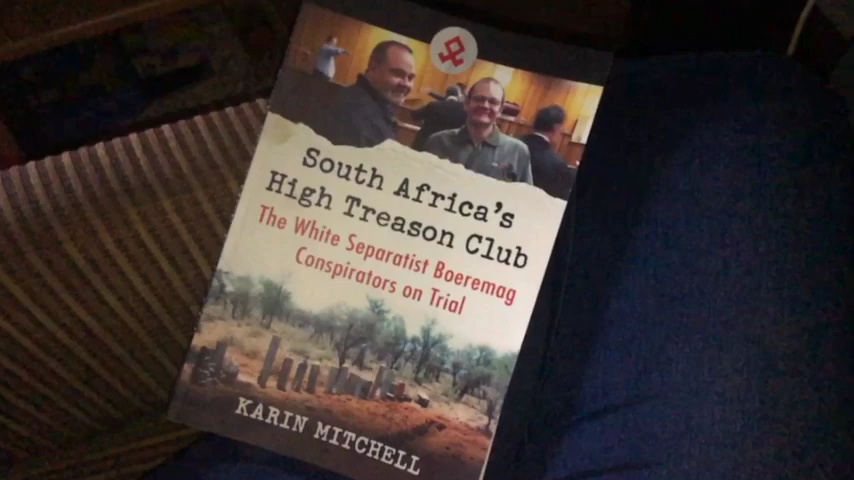 South Africa's
High Treason Club
The White Separatist Boeremag
Conspirators on Trial
KARIN MITCHELL